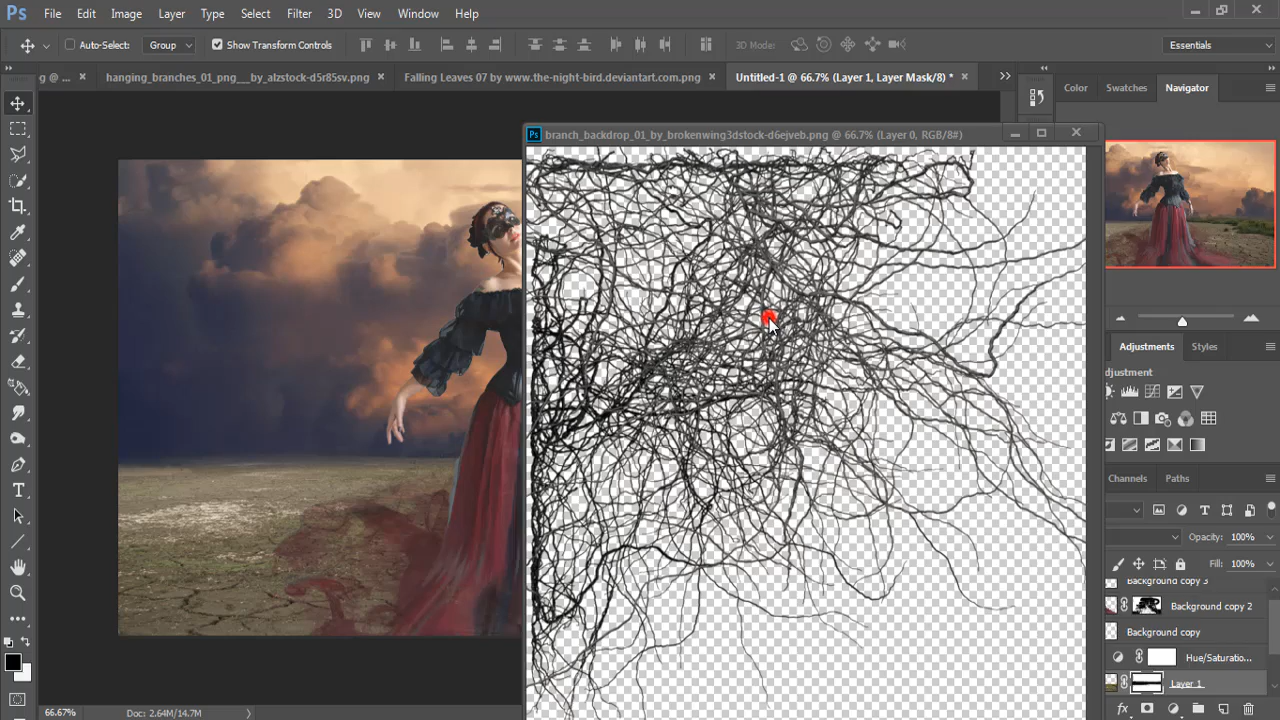 Ps File Edit Image Layer Type Select Filter 3D View Window Help
Auto-Select: Group Show Transform Controls 3D Mode: Essentials
g @ ... × hanging_branches_01_png___by_alzstock-d5r85sv.png × Falling Leaves 07 by www.the-night-bird.deviantart.com.png × Untitled-1 @ 66.7% (Layer 1, Layer Mask/8) * ×
Color Swatches Navigator
Ps branch_backdrop_01_by_brokenwing3dstock-d6ejveb.png @ 66.7% (Layer 0, RGB/8#)
Adjustments Styles
djustment
Channels Paths
T
Opacity: 100%
Fill: 100%
Background copy 3
Background copy 2
Background copy
Hue/Saturatio...
Layer 1
fx
66.67% Doc: 2.64M/14.7M